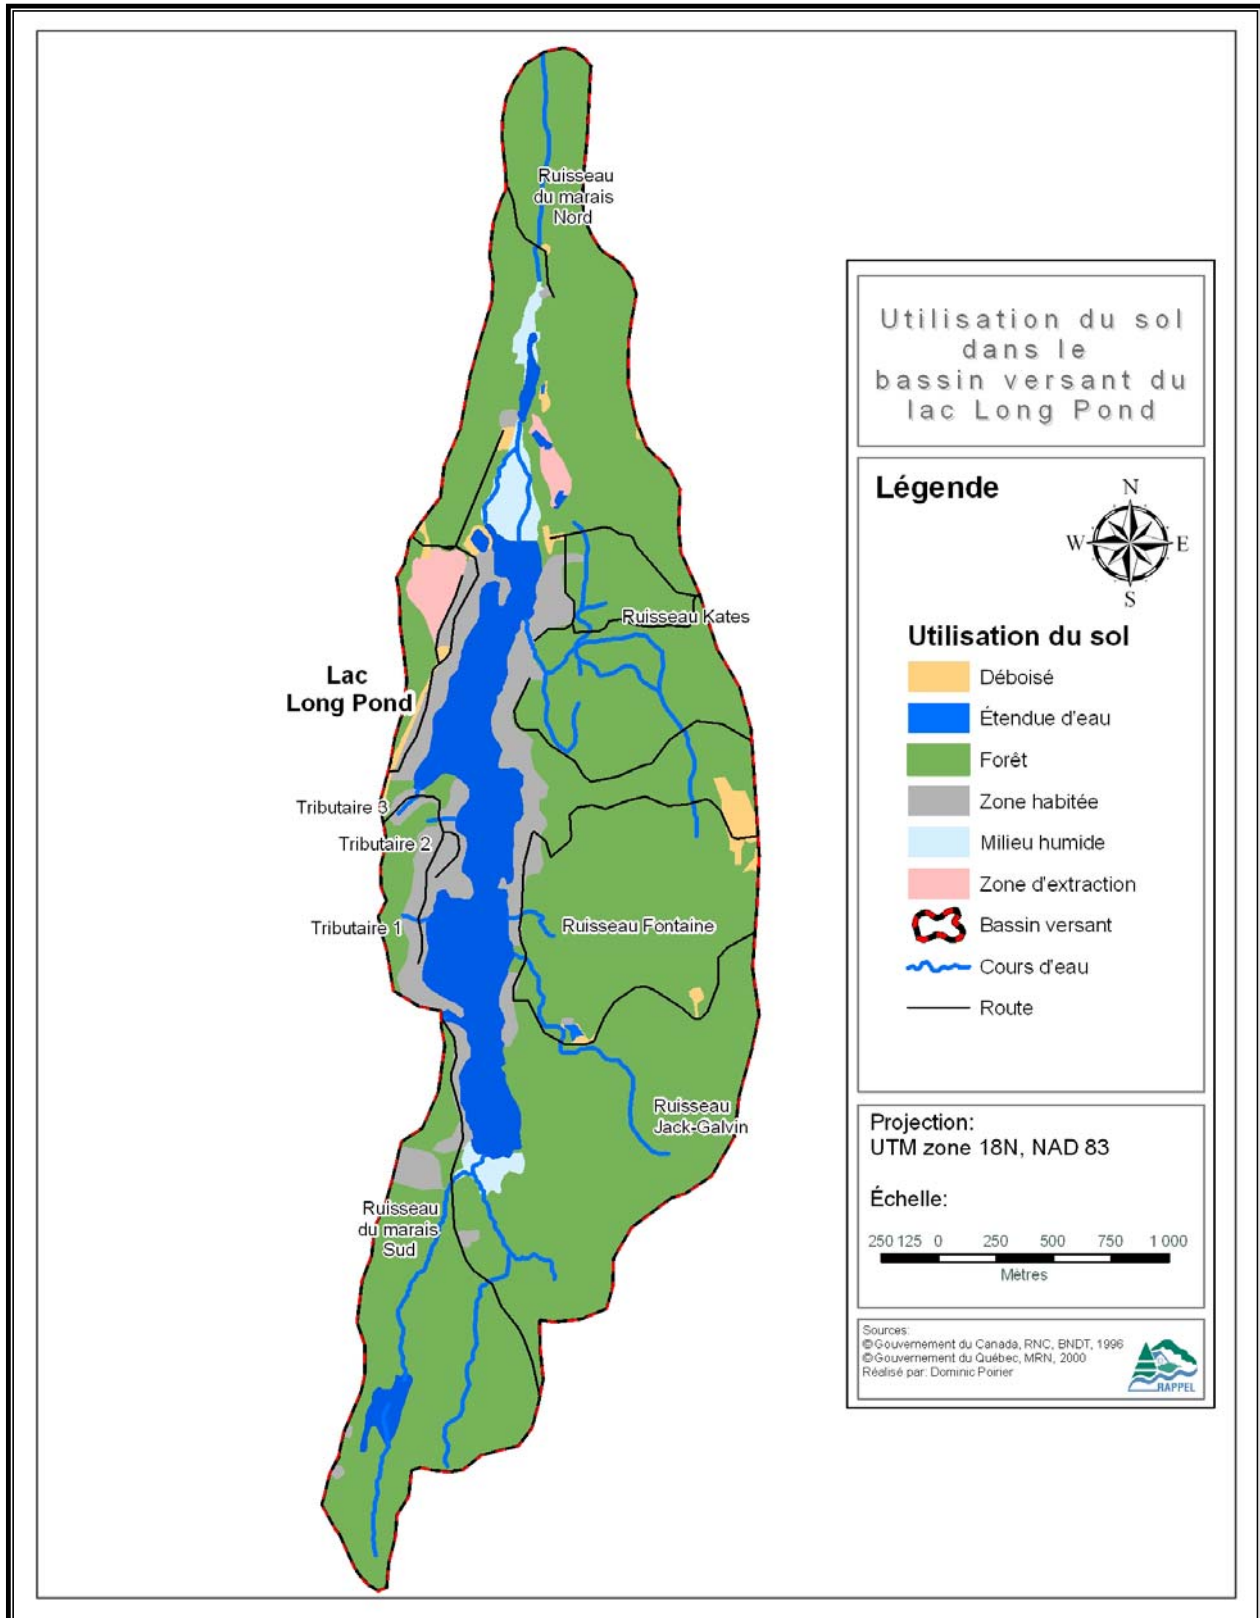 Ruisseau
du marais
Nord
Ruisseau Kates
Lac
Long Pond
Tributaire 3
Tributaire 2
Tributaire 1
Ruisseau Fontaine
Ruisseau
Jack-Galvin
Ruisseau
du marais
Sud
Utilisation du sol
dans le
bassin versant du
lac Long Pond
Légende
N
W
E
S
Utilisation du sol
Déboisé
Étendue d'eau
Forêt
Zone habitée
Milieu humide
Zone d'extraction
Bassin versant
Cours d'eau
Route
Projection:
UTM zone 18N, NAD 83
Échelle:
250 125 0 250 500 750 1 000
Mètres
Sources:
©Gouvernement du Canada, RNC, BNDT, 1996
©Gouvernement du Québec, MRN, 2000
Réalisé par: Dominic Poirier
RAPPEL